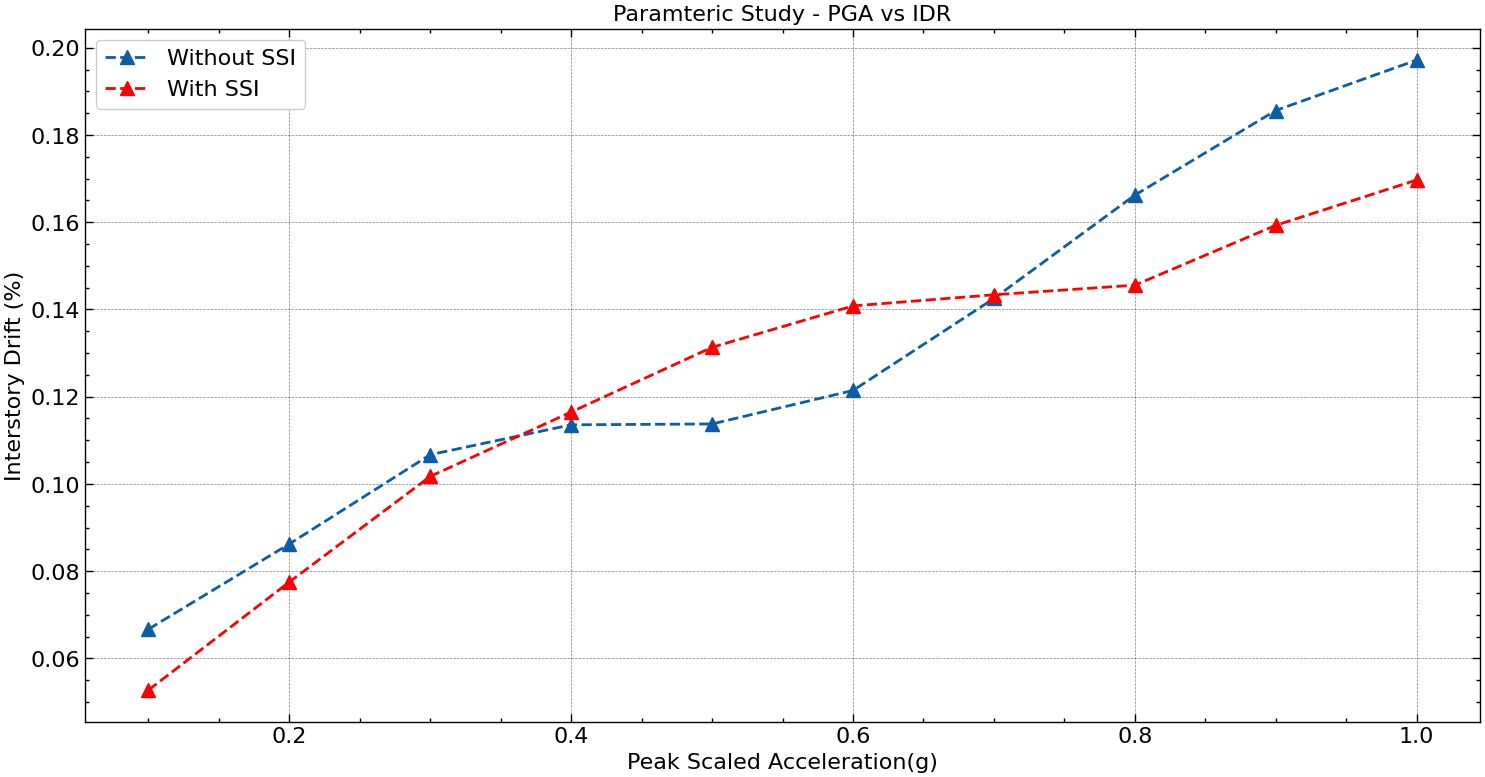 Paramteric Study - PGA vs IDR
Without SSI
With SSI
0.20
0.18
0.16
0.14
0.12
0.10
0.08
0.06
Interstory Drift (%)
0.2 0.4 0.6 0.8 1.0
Peak Scaled Acceleration(g)